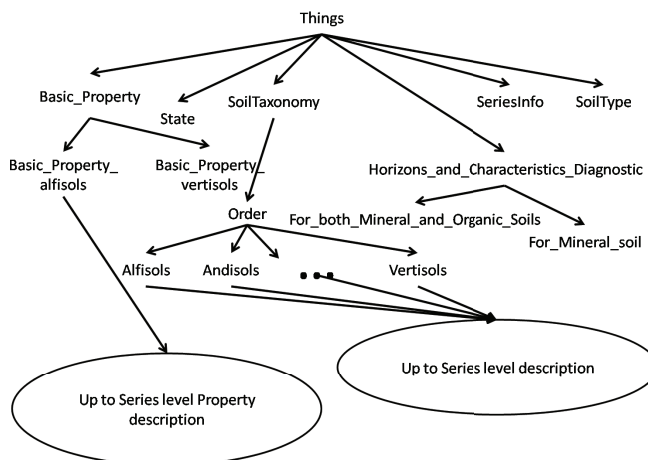 Things
Basic_Property
State
SoilTaxonomy
SeriesInfo
SoilType
Basic_Property_
alfisols
Basic_Property_
vertisols
Horizons_and_Characteristics_Diagnostic
Order
For_both_Mineral_and_Organic_Soils
For_Mineral_soil
Alfisols
Andisols
...
Vertisols
Up to Series level description
Up to Series level Property
description